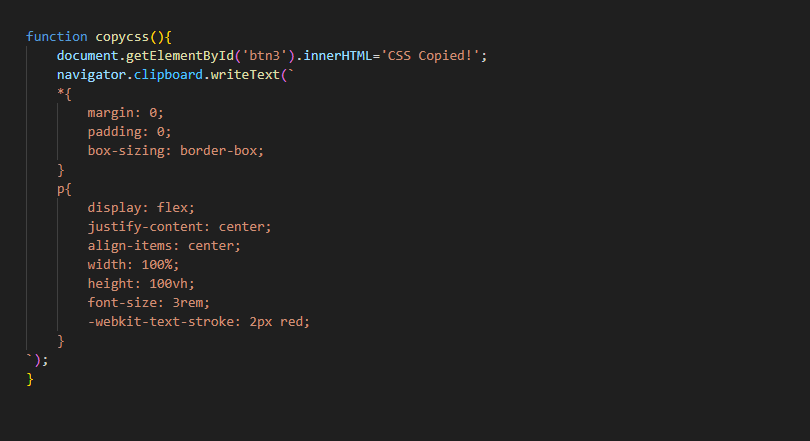 function copycss(){
    document.getElementById('btn3').innerHTML='CSS Copied!';
    navigator.clipboard.writeText(`
    *{
        margin: 0;
        padding: 0;
        box-sizing: border-box;
    }
    p{
        display: flex;
        justify-content: center;
        align-items: center;
        width: 100%;
        height: 100vh;
        font-size: 3rem;
        -webkit-text-stroke: 2px red;
    }
`);
}